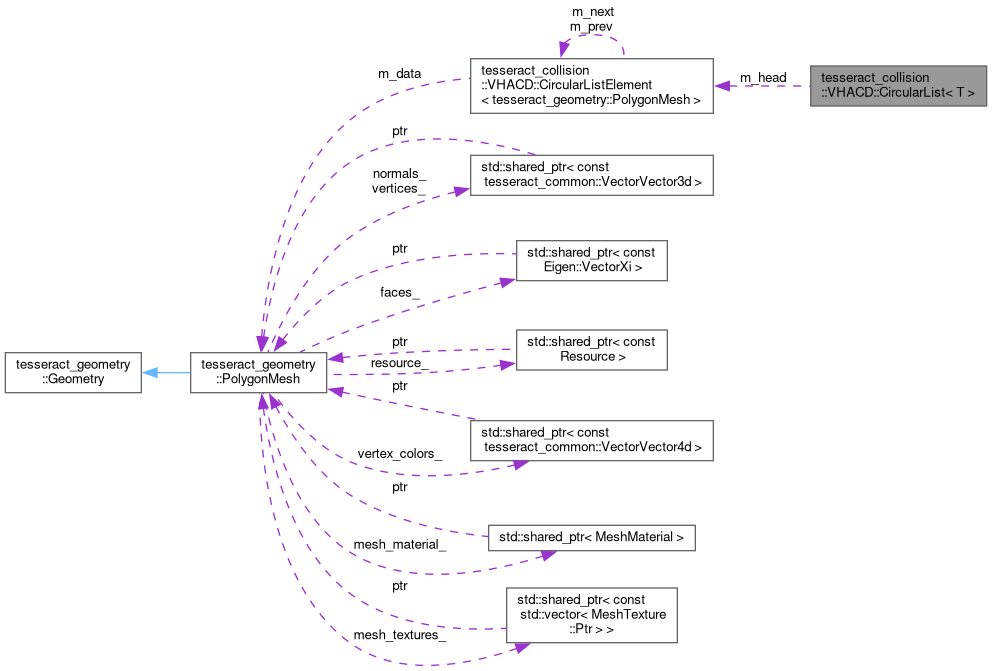 m_next
m_prev
tesseract_collision
::VHACD::CircularListElement
< tesseract_geometry::PolygonMesh >
m_data
m_head
tesseract_collision
::VHACD::CircularList< T >
ptr
std::shared_ptr< const
tesseract_common::VectorVector3d >
normals_
vertices_
ptr
std::shared_ptr< const
Eigen::VectorXi >
faces_
ptr
std::shared_ptr< const
Resource >
resource_
tesseract_geometry
::Geometry
tesseract_geometry
::PolygonMesh
ptr
std::shared_ptr< const
tesseract_common::VectorVector4d >
vertex_colors_
ptr
std::shared_ptr< MeshMaterial >
mesh_material_
ptr
std::shared_ptr< const
std::vector< MeshTexture
::Ptr > >
mesh_textures_